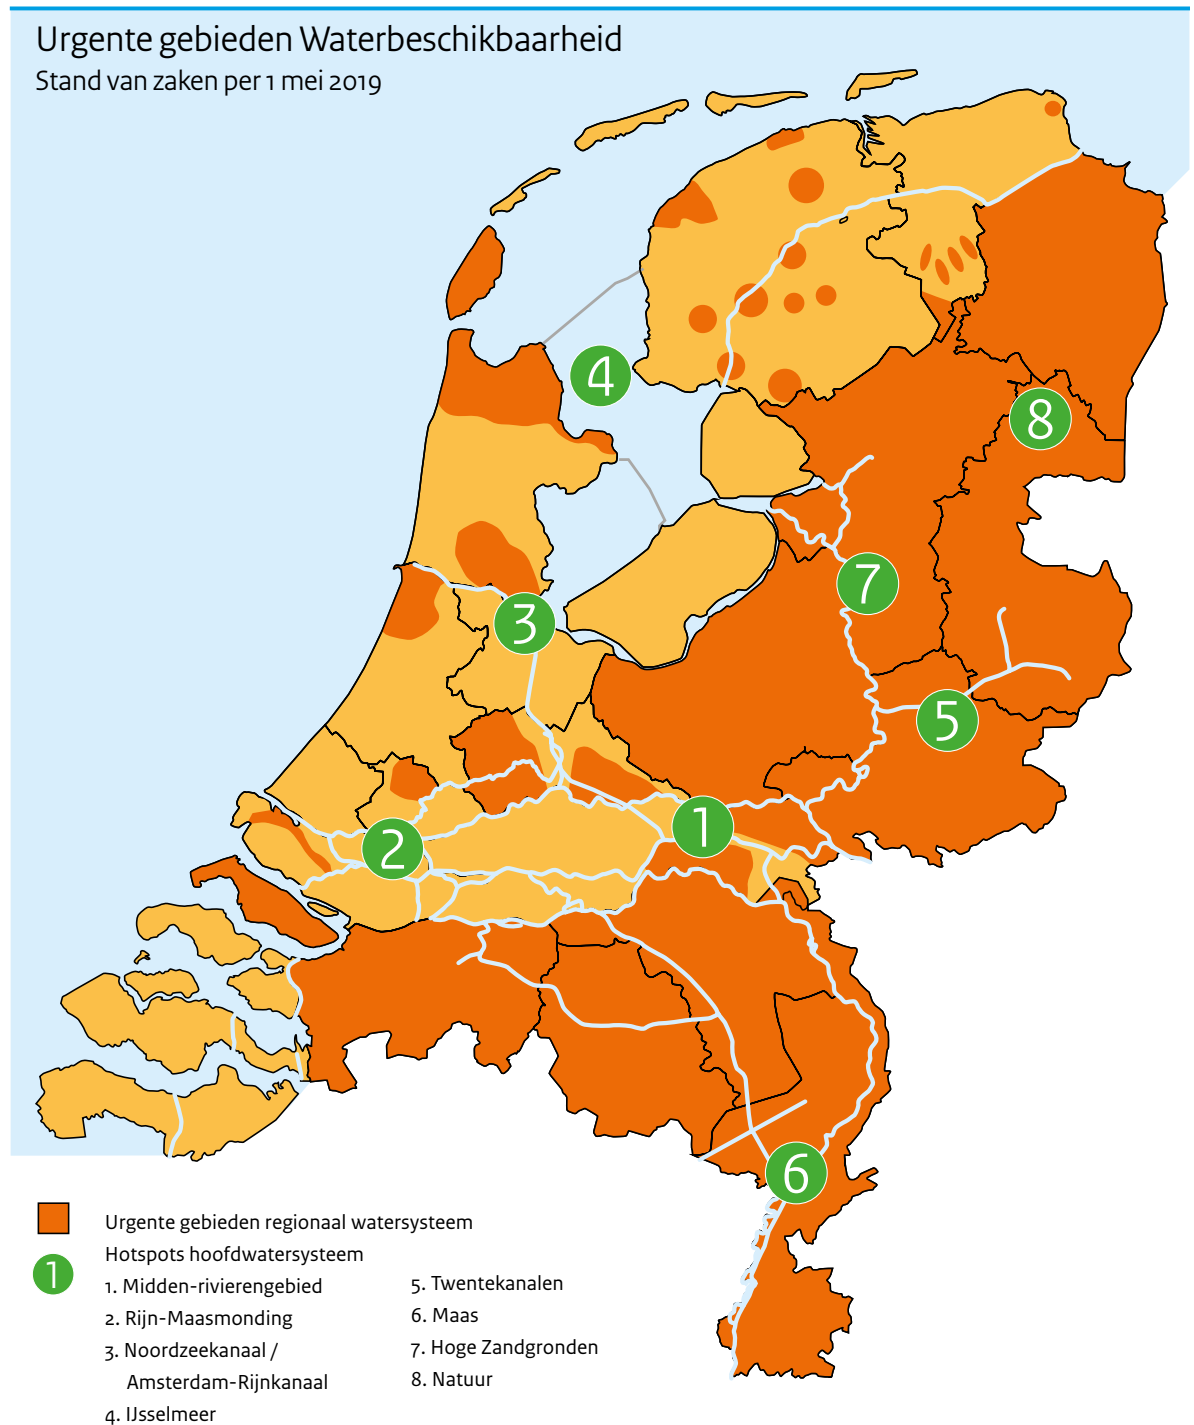 Urgente gebieden Waterbeschikbaarheid
Stand van zaken per 1 mei 2019
4
8
7
3
5
1
2
6
Urgente gebieden regionaal watersysteem
1
Hotspots hoofdwatersysteem
1. Midden-rivierengebied
2. Rijn-Maasmonding
3. Noordzeekanaal /
Amsterdam-Rijnkanaal
4. IJsselmeer
5. Twentekanalen
6. Maas
7. Hoge Zandgronden
8. Natuur